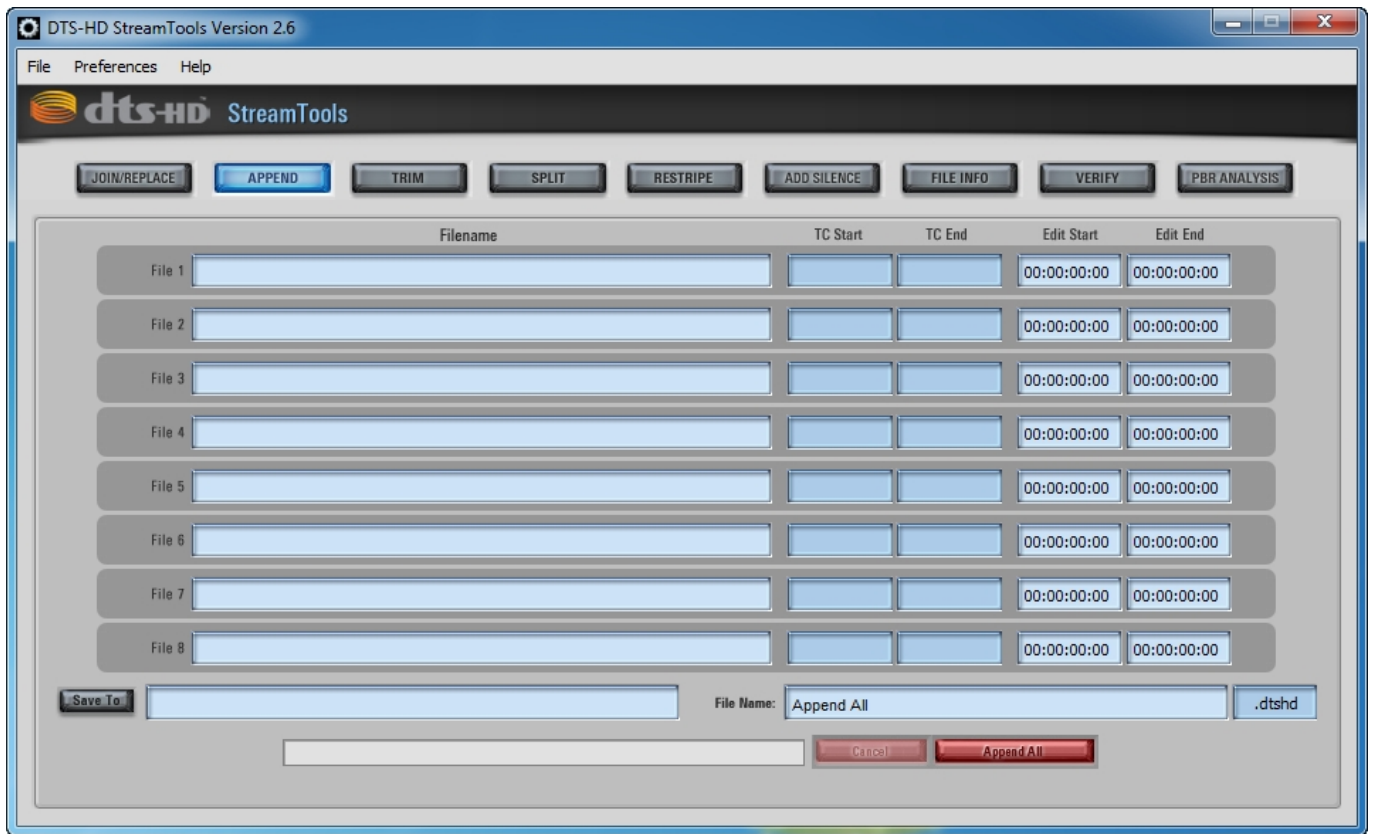 DTS-HD StreamTools Version 2.6
File Preferences Help
dts-HD StreamTools
JOIN/REPLACE APPEND TRIM SPLIT RESTRIPE ADD SILENCE FILE INFO VERIFY PBR ANALYSIS
Filename TC Start TC End Edit Start Edit End
File 1 00:00:00:00 00:00:00:00
File 2 00:00:00:00 00:00:00:00
File 3 00:00:00:00 00:00:00:00
File 4 00:00:00:00 00:00:00:00
File 5 00:00:00:00 00:00:00:00
File 6 00:00:00:00 00:00:00:00
File 7 00:00:00:00 00:00:00:00
File 8 00:00:00:00 00:00:00:00
Save To File Name: Append All .dtshd
Cancel Append All